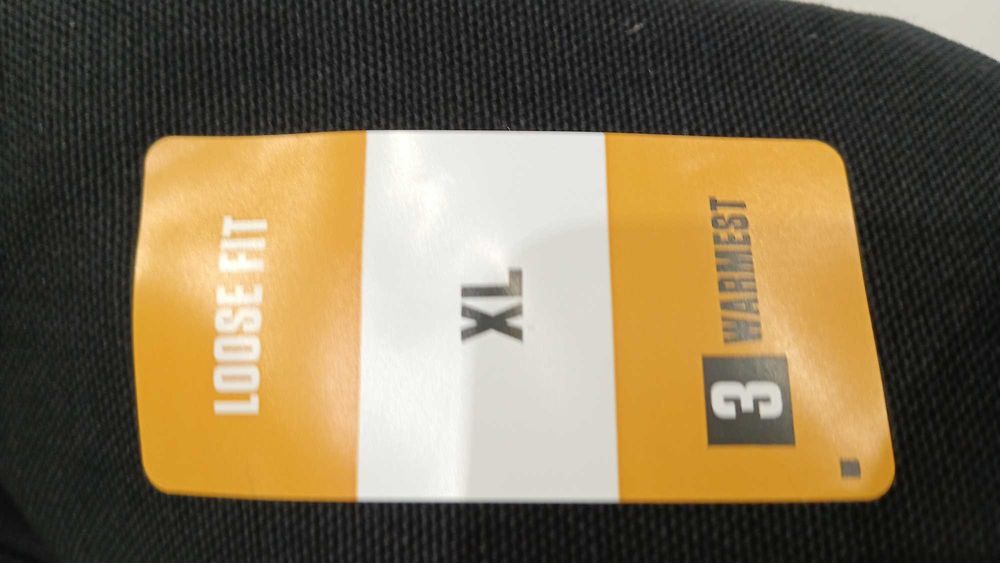 LOOSE FIT
XL
3 WARMEST